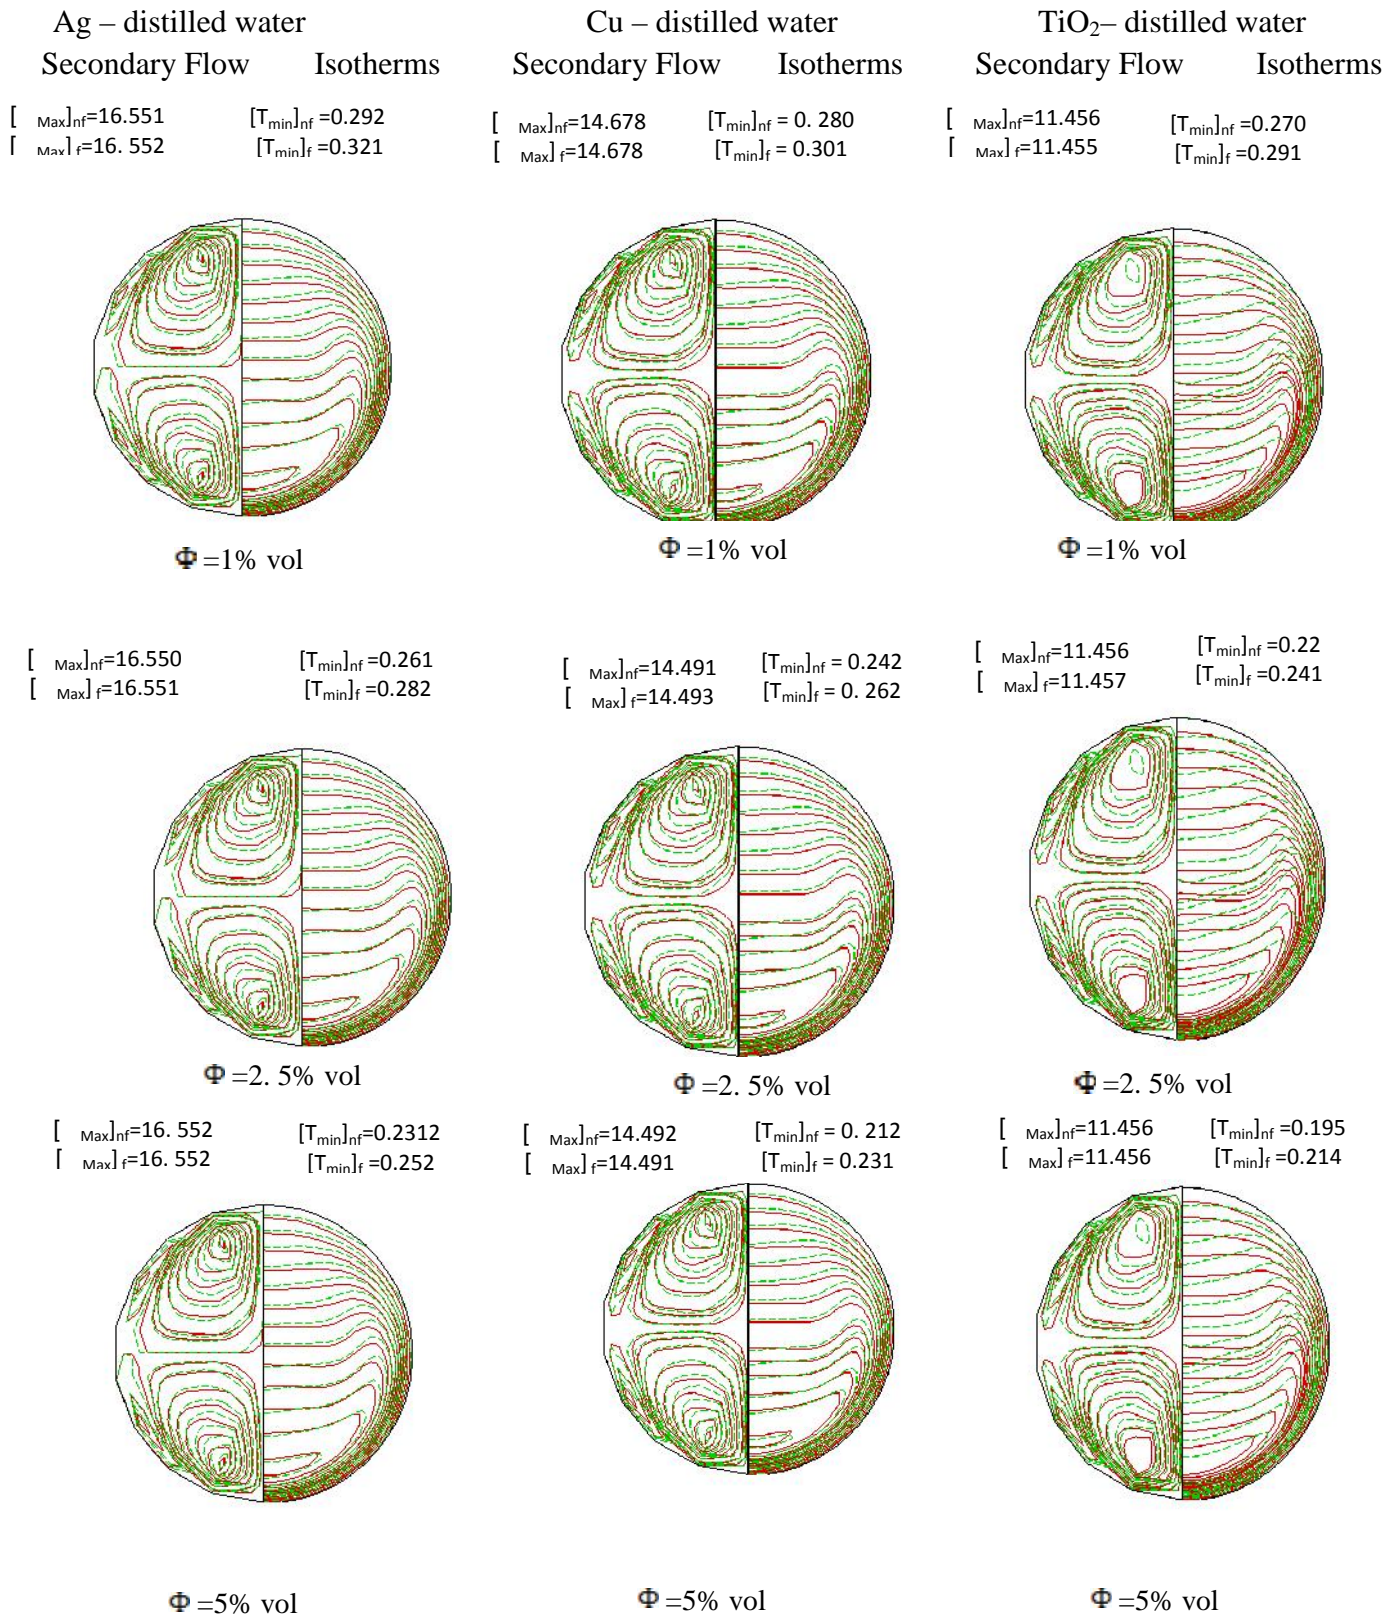 Ag – distilled water
Secondary Flow Isotherms
[ Max]nf=16.551 [Tmin]nf =0.292
[ Max] f=16. 552 [Tmin]f =0.321
Φ =1% vol
Cu – distilled water
Secondary Flow Isotherms
[ Max]nf=14.678 [Tmin]nf = 0. 280
[ Max] f=14.678 [Tmin]f = 0.301
Φ =1% vol
TiO2– distilled water
Secondary Flow Isotherms
[ Max]nf=11.456 [Tmin]nf =0.270
[ Max] f=11.455 [Tmin]f =0.291
Φ =1% vol
[ Max]nf=16.550 [Tmin]nf =0.261
[ Max] f=16.551 [Tmin]f =0.282
Φ =2. 5% vol
[ Max]nf=14.491 [Tmin]nf = 0.242
[ Max] f=14.493 [Tmin]f = 0. 262
Φ =2. 5% vol
[ Max]nf=11.456 [Tmin]nf =0.22
[ Max] f=11.457 [Tmin]f =0.241
Φ =2. 5% vol
[ Max]nf=16. 552 [Tmin]nf=0.2312
[ Max] f=16. 552 [Tmin]f =0.252
Φ =5% vol
[ Max]nf=14.492 [Tmin]nf = 0. 212
[ Max] f=14.491 [Tmin]f = 0.231
Φ =5% vol
[ Max]nf=11.456 [Tmin]nf =0.195
[ Max] f=11.456 [Tmin]f =0.214
Φ =5% vol